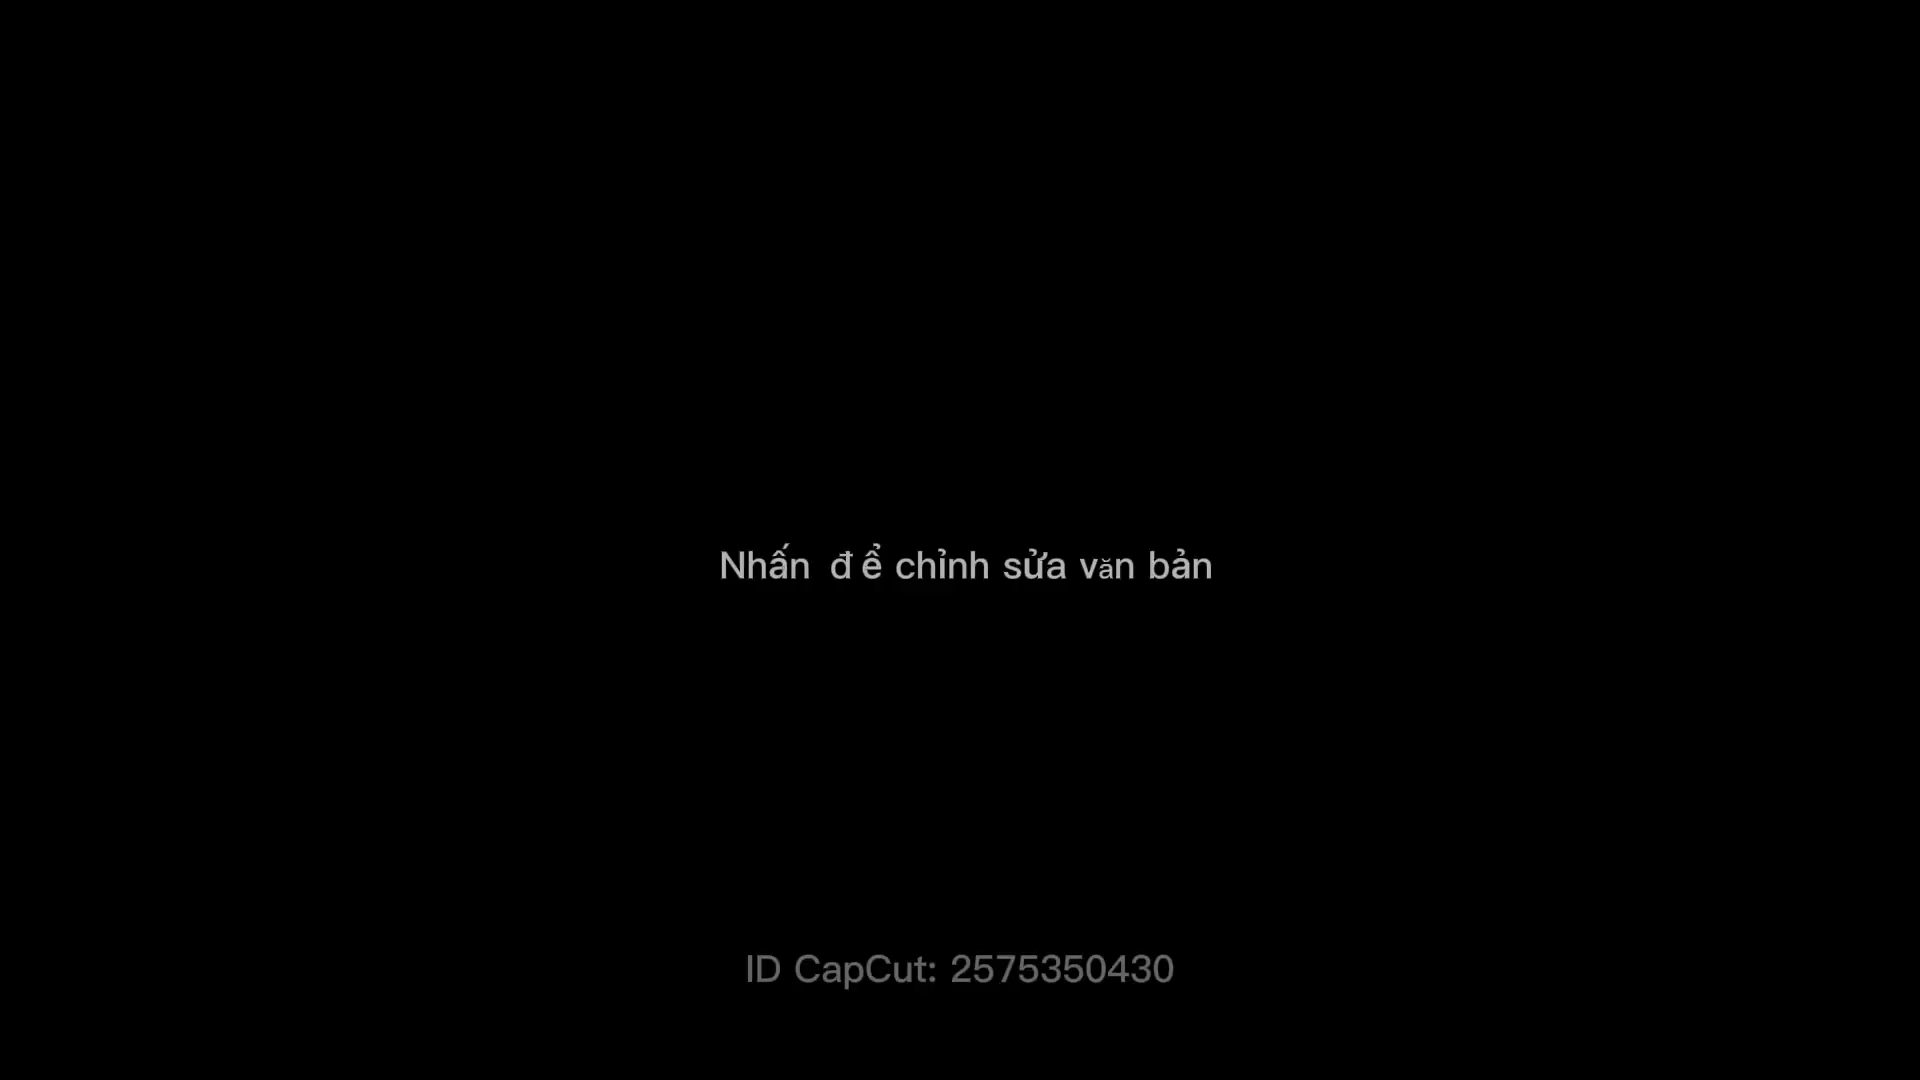 Nhấn để chỉnh sửa văn bản
ID CapCut: 2575350430